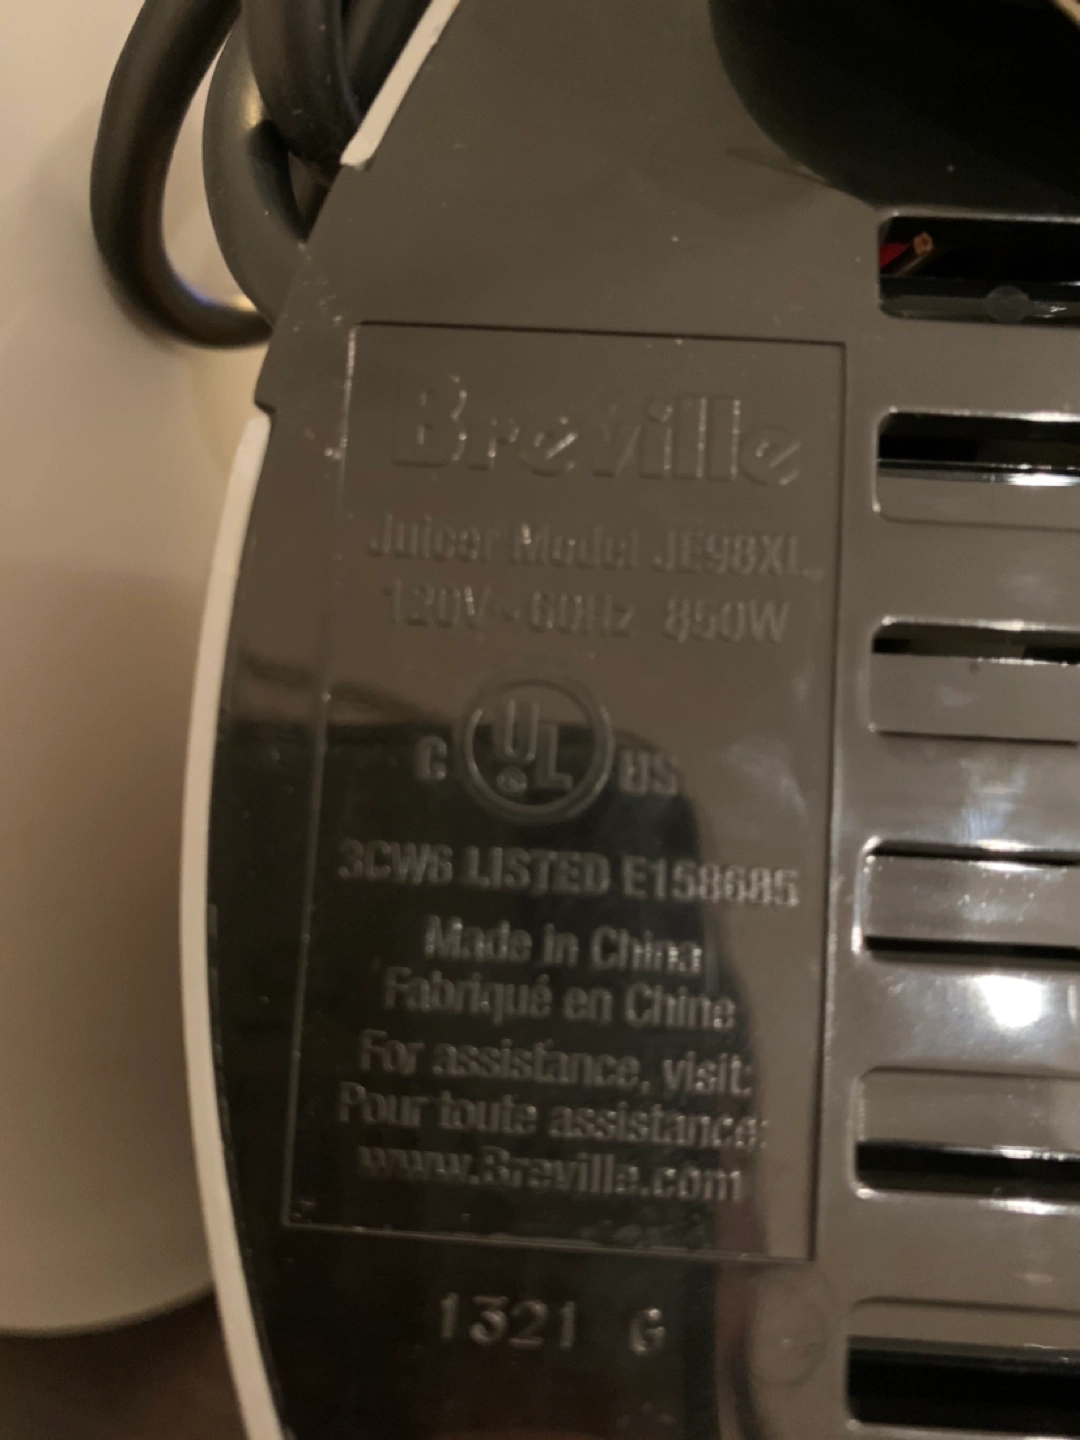 Breville
Juicer Model JE98XL
120V ~ 60Hz 850W
C UL US
3CW6 LISTED E158685
Made in China
Fabriqué en Chine
For assistance, visit:
Pour toute assistance:
www.Breville.com
1321 G